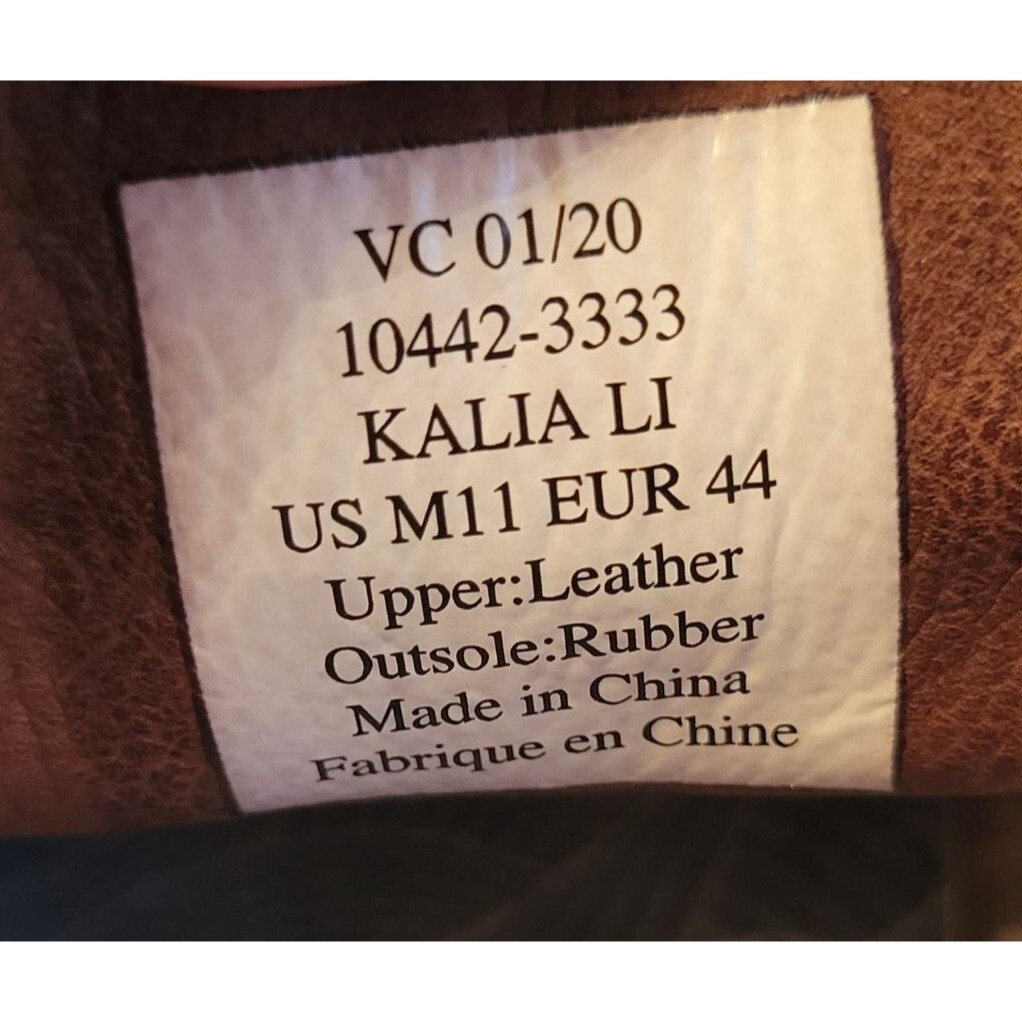 VC 01/20
10442-3333
KALIA LI
US M11 EUR 44
Upper:Leather
Outsole:Rubber
Made in China
Fabrique en Chine